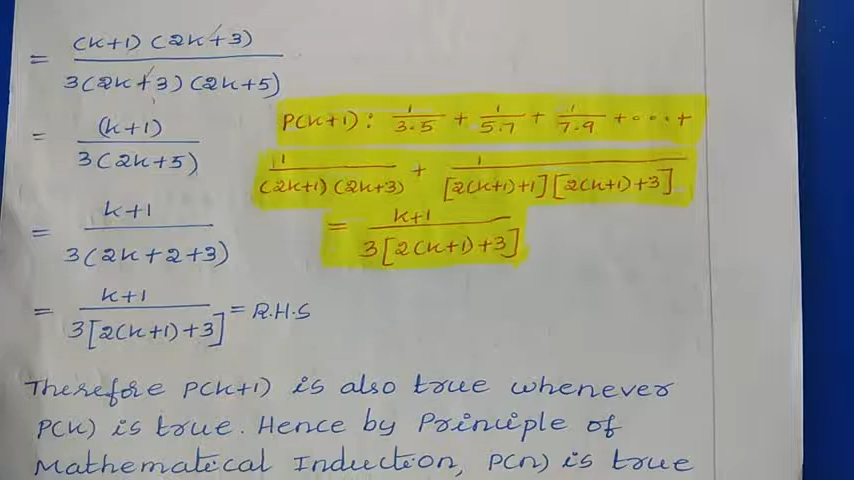 = (k+1) (2k+3) / 3(2k+3) (2k+5)
= (k+1) / 3(2k+5)
= k+1 / 3(2k+2+3)
= k+1 / 3[2(k+1)+3] = R.H.S
P(k+1) : 1/3.5 + 1/5.7 + 1/7.9 + .... +
1/(2k+1) (2k+3) + 1/[2(k+1)+1][2(k+1)+3]
= k+1 / 3[2(k+1)+3]
Therefore P(k+1) is also true whenever
P(k) is true. Hence by Principle of
Mathematical Induction, P(n) is true